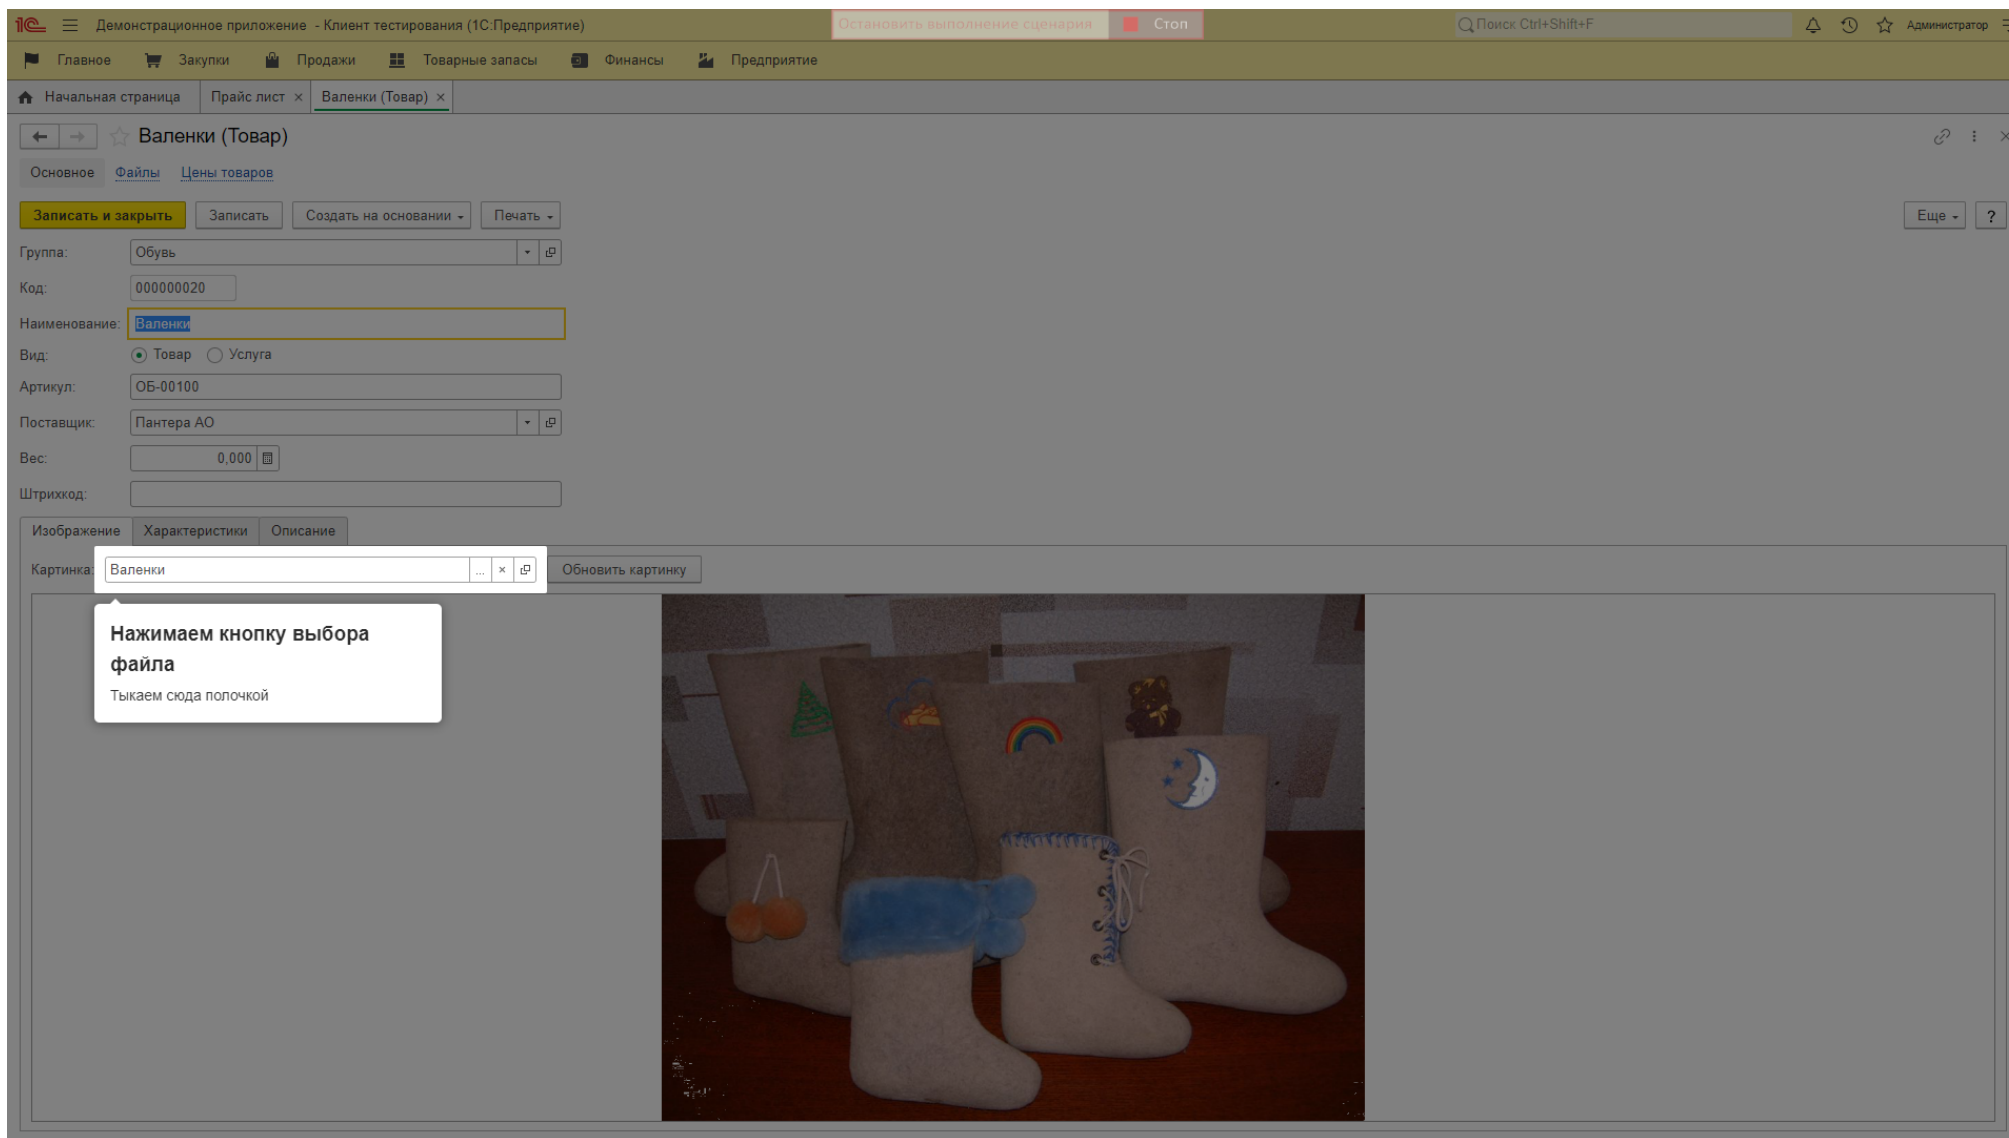 Демонстрационное приложение - Клиент тестирования (1С:Предприятие)
Остановить выполнение сценария Стоп
Поиск Ctrl+Shift+F
Администратор
Главное Закупки Продажи Товарные запасы Финансы Предприятие
Начальная страница Прайс лист × Валенки (Товар) ×
Валенки (Товар)
Основное Файлы Цены товаров
Записать и закрыть Записать Создать на основании Печать Еще ?
Группа: Обувь
Код: 000000020
Наименование: Валенки
Вид: Товар Услуга
Артикул: ОБ-00100
Поставщик: Пантера АО
Вес: 0,000
Штрихкод:
Изображение Характеристики Описание
Картинка: Валенки ... × Обновить картинку
Нажимаем кнопку выбора
файла
Тыкаем сюда полочкой